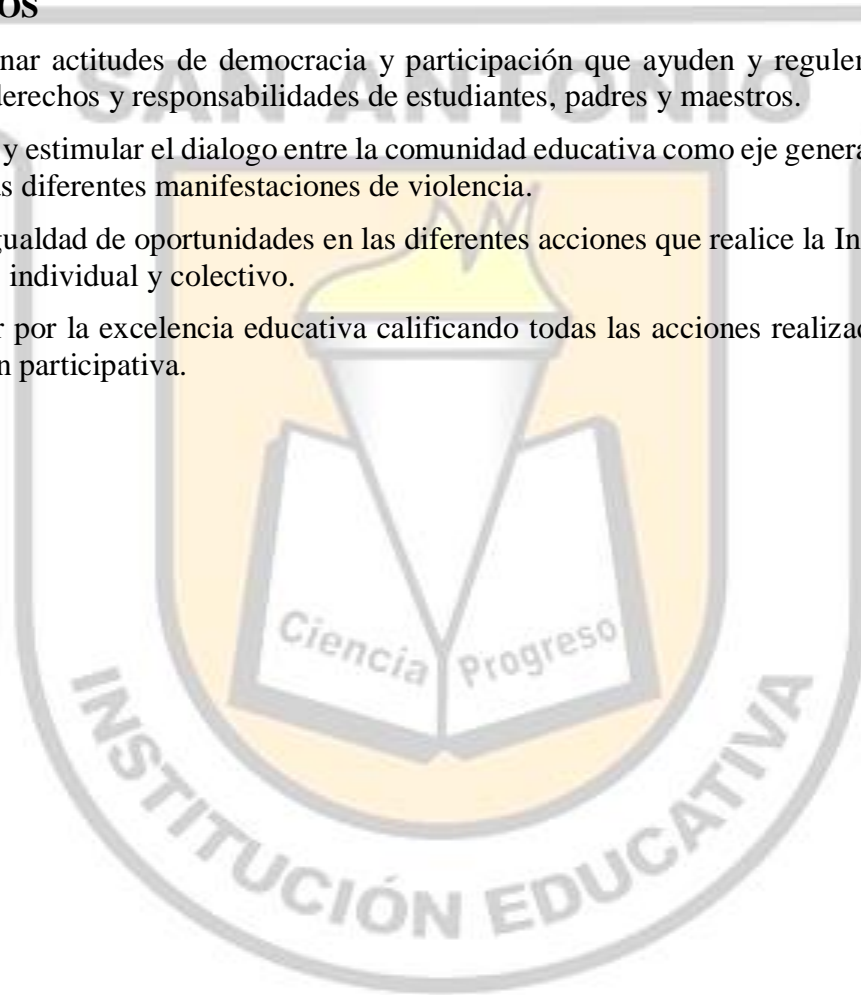 OS
SAN ANTONIO
nar actitudes de democracia y participación que ayuden y regulen
derechos y responsabilidades de estudiantes, padres y maestros.
y estimular el dialogo entre la comunidad educativa como eje genera
s diferentes manifestaciones de violencia.
gualdad de oportunidades en las diferentes acciones que realice la In
individual y colectivo.
r por la excelencia educativa calificando todas las acciones realizad
n participativa.
Ciencia Progreso
INSTITUCIÓN EDUCATIVA